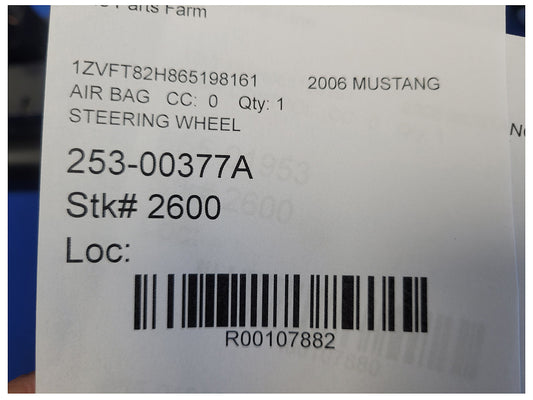 Parts Farm
1ZVFT82H865198161 2006 MUSTANG
AIR BAG CC: 0 Qty: 1
STEERING WHEEL
253-00377A
Stk# 2600
Loc:
R00107882